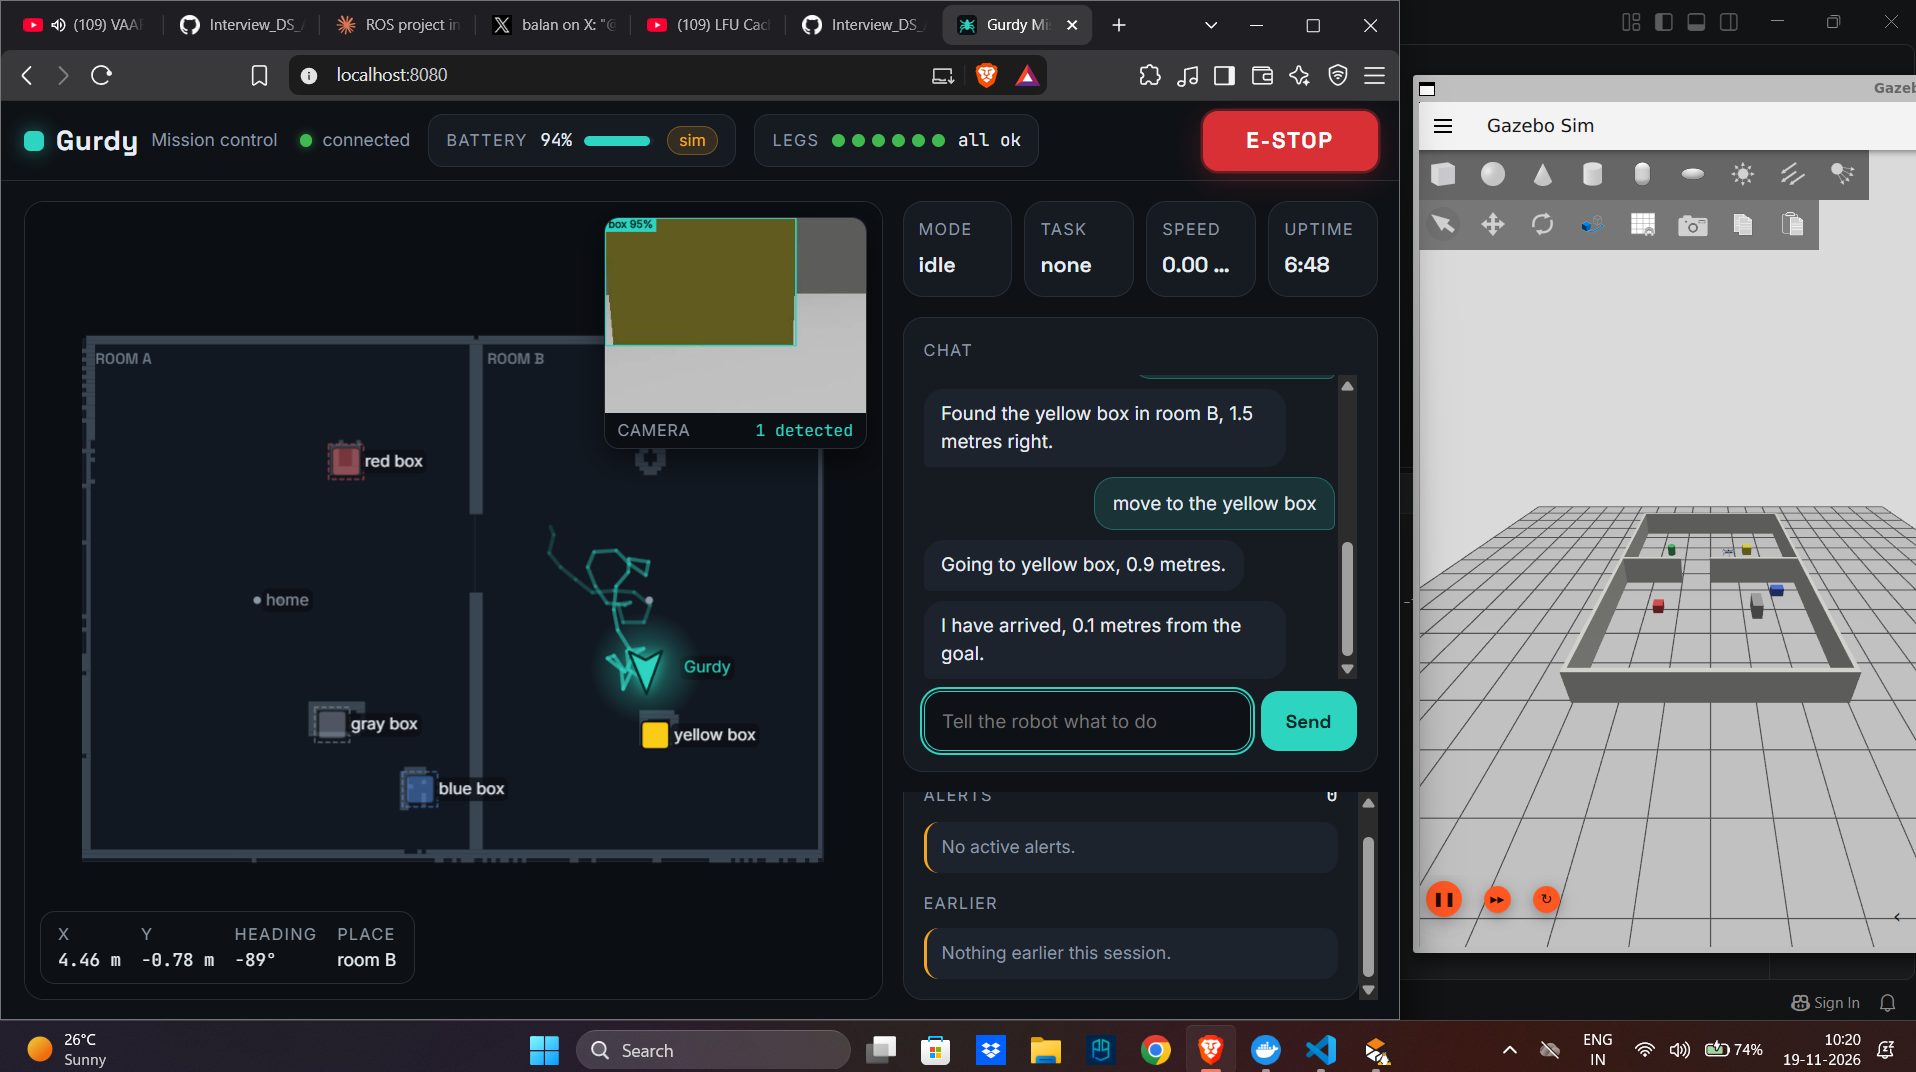 (109) VAAF
Interview_DS_
ROS project in
balan on X: "@
(109) LFU Cac
Interview_DS_
Gurdy Mi
localhost:8080
Gurdy
Mission control
connected
BATTERY 94% sim
LEGS all ok
E-STOP
ROOM A
ROOM B
red box
home
gray box
blue box
Gurdy
yellow box
box 95%
CAMERA 1 detected
X Y HEADING PLACE
4.46 m -0.78 m -89° room B
MODE
idle
TASK
none
SPEED
0.00 ...
UPTIME
6:48
CHAT
Found the yellow box in room B, 1.5
metres right.
move to the yellow box
Going to yellow box, 0.9 metres.
I have arrived, 0.1 metres from the
goal.
Tell the robot what to do
Send
ALERTS 0
No active alerts.
EARLIER
Nothing earlier this session.
Gazeb
Gazebo Sim
Sign In
26°C
Sunny
Search
ENG
IN
74%
10:20
19-11-2026